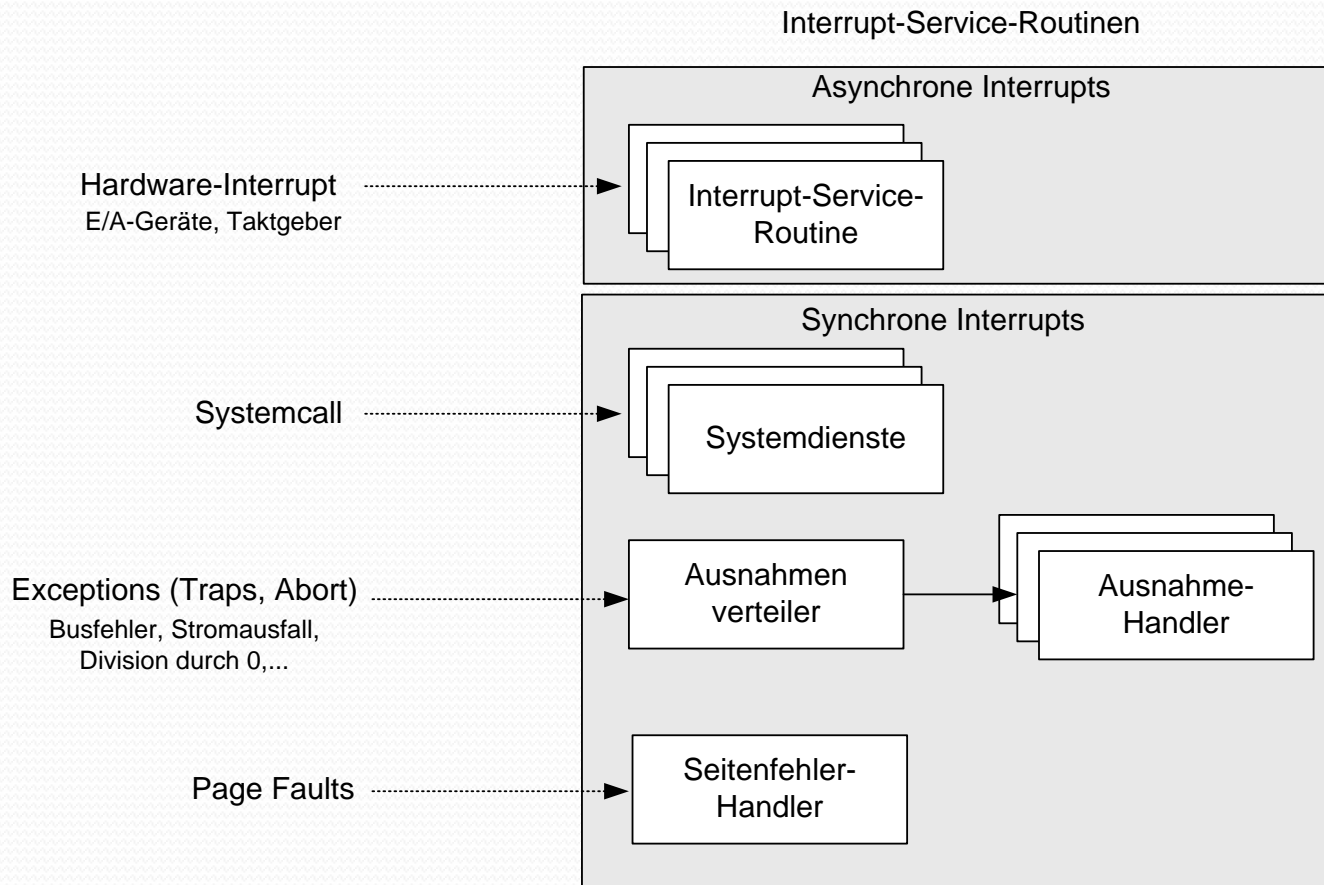 Interrupt-Service-Routinen
Asynchrone Interrupts
Hardware-Interrupt
E/A-Geräte, Taktgeber
Interrupt-Service-
Routine
Synchrone Interrupts
Systemcall
Systemdienste
Exceptions (Traps, Abort)
Busfehler, Stromausfall,
Division durch 0,...
Ausnahmen
verteiler
Ausnahme-
Handler
Page Faults
Seitenfehler-
Handler